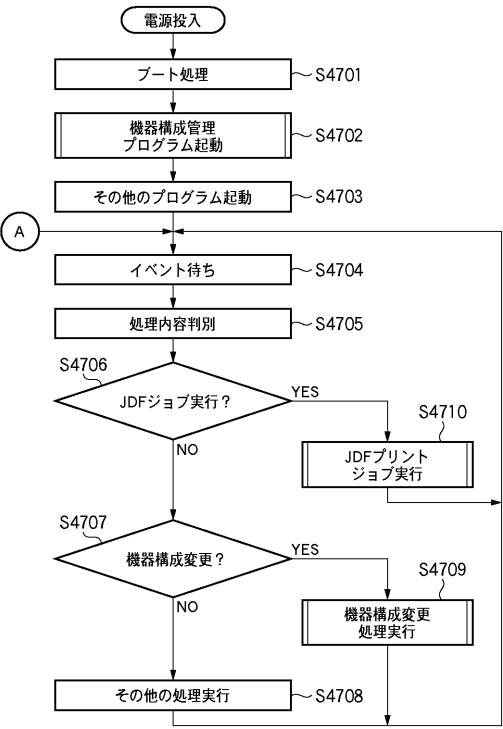 電源投入
ブート処理
S4701
機器構成管理
プログラム起動
S4702
その他のプログラム起動
S4703
A
イベント待ち
S4704
処理内容判別
S4705
S4706
JDFジョブ実行？
YES
NO
S4710
JDFプリント
ジョブ実行
S4707
機器構成変更？
YES
NO
S4709
機器構成変更
処理実行
その他の処理実行
S4708